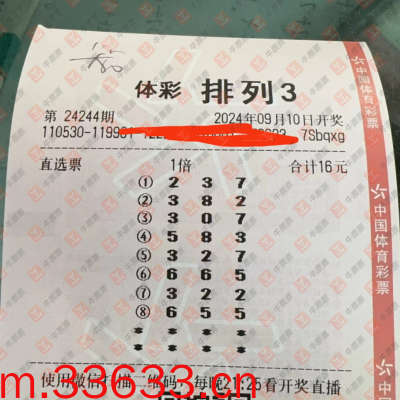 体彩 排列3
第 24244期 2024年09月10日开奖
110530-119991 7Sbqxg
直选票 1倍 合计16元
① 2 3 7
② 3 8 2
③ 3 0 7
④ 5 8 3
⑤ 3 2 7
⑥ 6 6 5
⑦ 3 2 2
⑧ 6 5 5
* * * *
* * * *
使用微信扫描二维码，每晚21:25看开奖直播
m.33633.cn
中国体育彩票
中国体育彩票